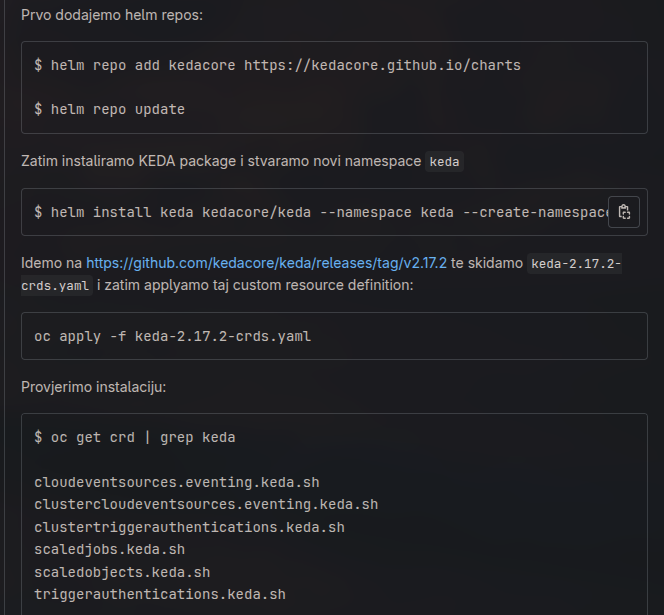 Prvo dodajemo helm repos:
$ helm repo add kedacore https://kedacore.github.io/charts
$ helm repo update
Zatim instaliramo KEDA package i stvaramo novi namespace keda
$ helm install keda kedacore/keda --namespace keda --create-namespace
Idemo na https://github.com/kedacore/keda/releases/tag/v2.17.2 te skidamo keda-2.17.2-
crds.yaml i zatim applyamo taj custom resource definition:
oc apply -f keda-2.17.2-crds.yaml
Provjerimo instalaciju:
$ oc get crd | grep keda
cloudeventsources.eventing.keda.sh
clustercloudeventsources.eventing.keda.sh
clustertriggerauthentications.keda.sh
scaledjobs.keda.sh
scaledobjects.keda.sh
triggerauthentications.keda.sh